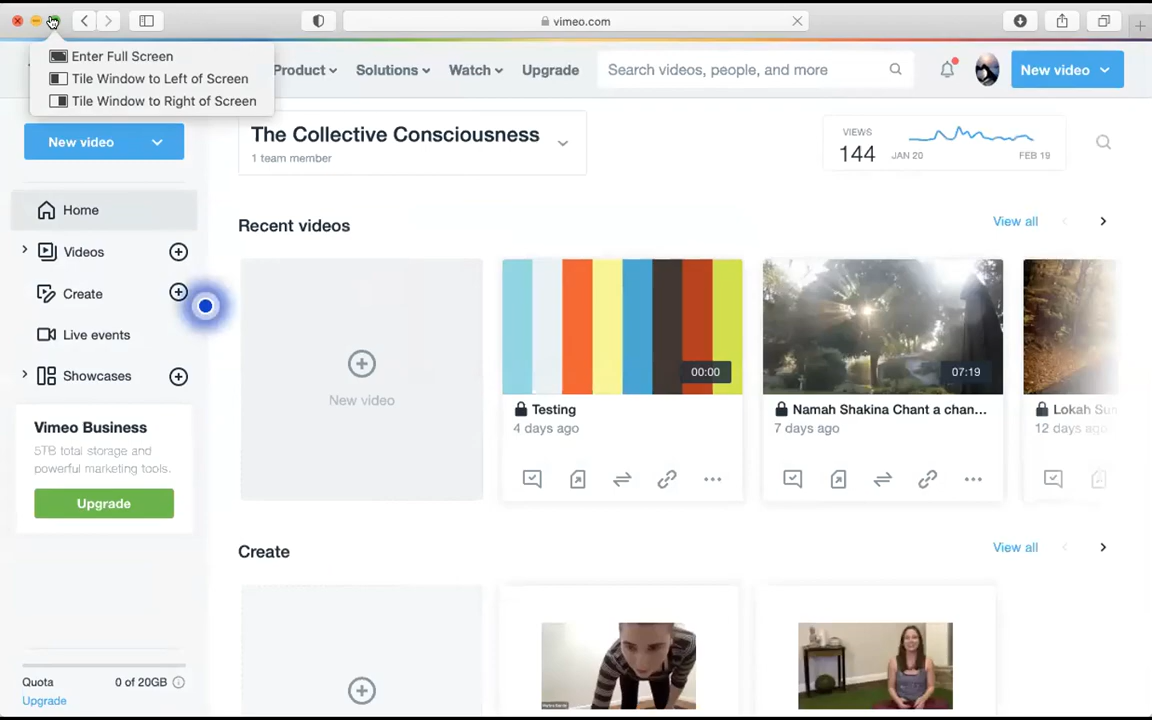 vimeo.com
Enter Full Screen
Tile Window to Left of Screen
Tile Window to Right of Screen
Product
Solutions
Watch
Upgrade
Search videos, people, and more
New video
New video
The Collective Consciousness
1 team member
VIEWS
144
JAN 20
FEB 19
Home
Videos
Create
Live events
Showcases
Vimeo Business
5TB total storage and
powerful marketing tools.
Upgrade
Quota
0 of 20GB
Upgrade
Recent videos
View all
New video
00:00
Testing
4 days ago
07:19
Namah Shakina Chant a chan...
7 days ago
Lokah
12 days ago
Create
View all